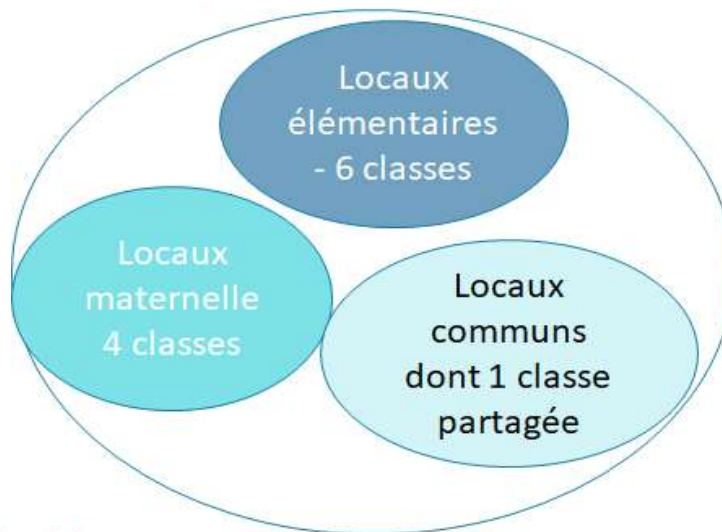 Locaux
élémentaires
- 6 classes
Locaux
maternelle
4 classes
Locaux
communs
dont 1 classe
partagée